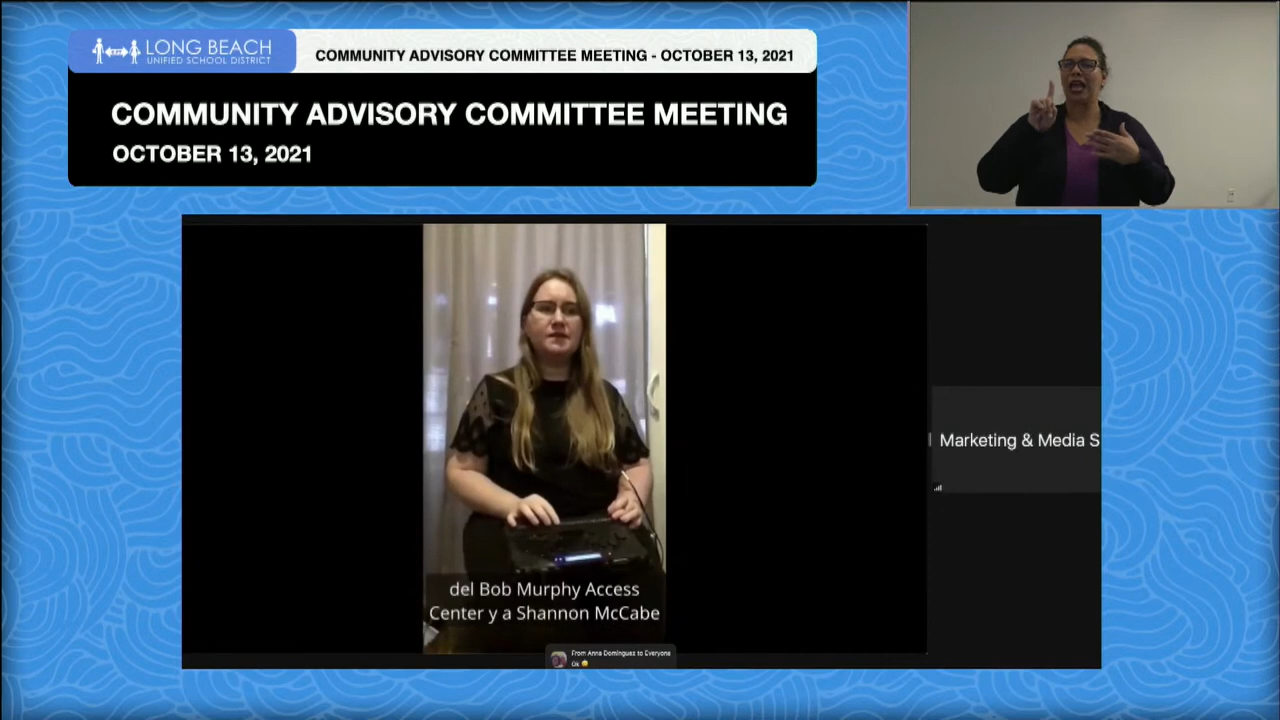 LONG BEACH
UNIFIED SCHOOL DISTRICT
COMMUNITY ADVISORY COMMITTEE MEETING - OCTOBER 13, 2021
COMMUNITY ADVISORY COMMITTEE MEETING
OCTOBER 13, 2021
Marketing & Media S
del Bob Murphy Access
Center y a Shannon McCabe
From Anna Dominguez to Everyone
Ok